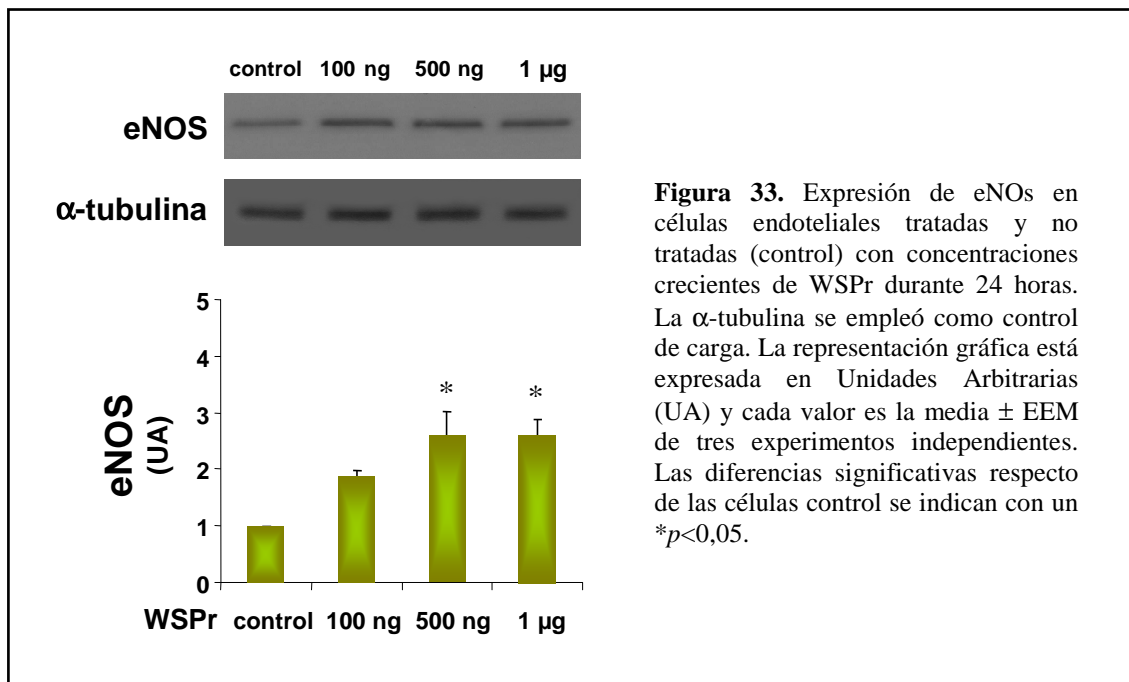 control 100 ng 500 ng 1 µg
eNOS
α-tubulina
5
4
3
2
1
0
* *
eNOS
(UA)
WSPr control 100 ng 500 ng 1 µg
Figura 33. Expresión de eNOs en
células endoteliales tratadas y no
tratadas (control) con concentraciones
crecientes de WSPr durante 24 horas.
La α-tubulina se empleó como control
de carga. La representación gráfica está
expresada en Unidades Arbitrarias
(UA) y cada valor es la media ± EEM
de tres experimentos independientes.
Las diferencias significativas respecto
de las células control se indican con un
*p<0,05.